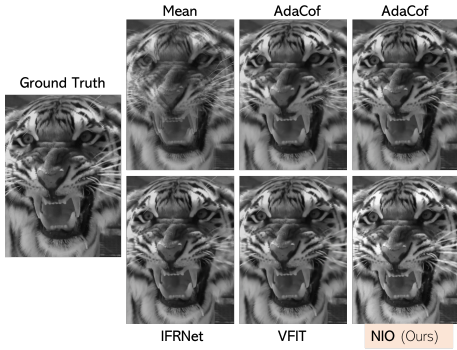 Mean
AdaCof
AdaCof
Ground Truth
IFRNet
VFIT
NIO (Ours)